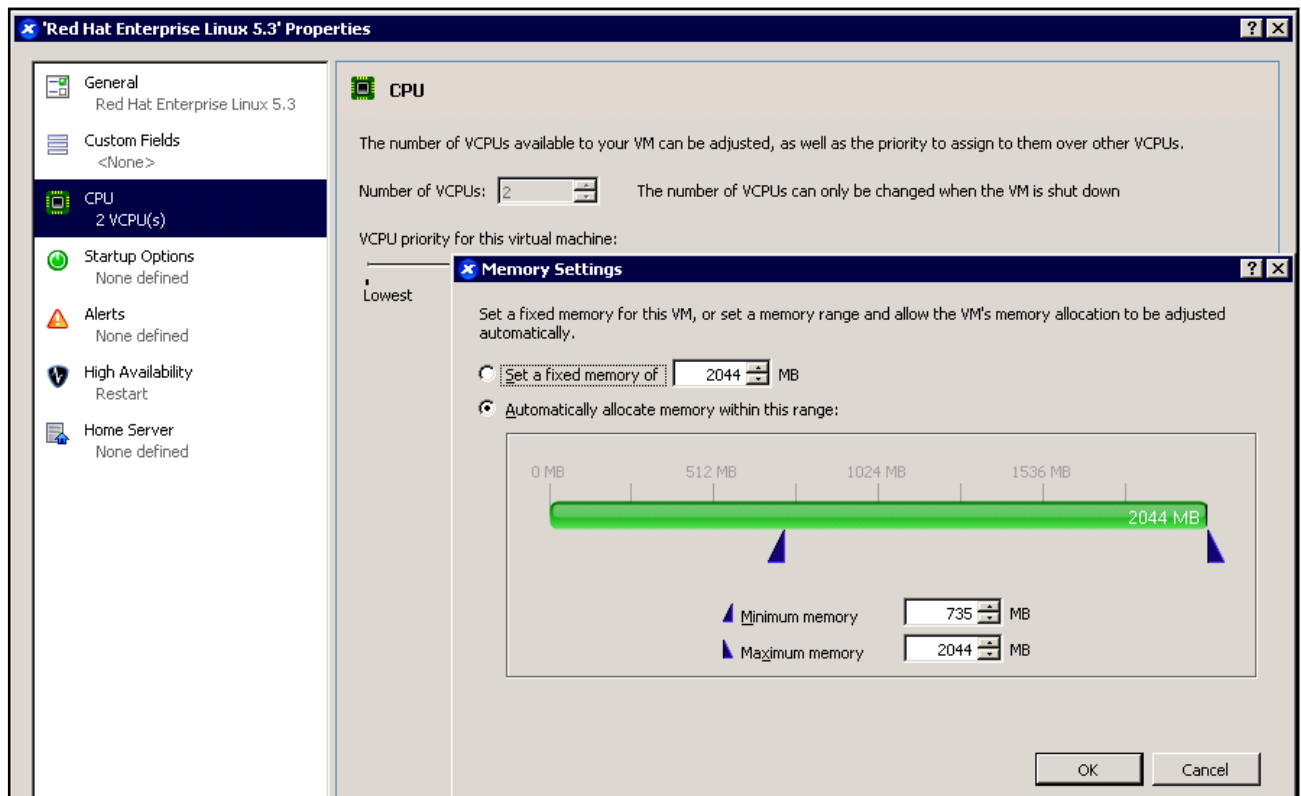 'Red Hat Enterprise Linux 5.3' Properties
General
Red Hat Enterprise Linux 5.3
Custom Fields
<None>
CPU
2 VCPU(s)
Startup Options
None defined
Alerts
None defined
High Availability
Restart
Home Server
None defined
CPU
The number of VCPUs available to your VM can be adjusted, as well as the priority to assign to them over other VCPUs.
Number of VCPUs: 2 The number of VCPUs can only be changed when the VM is shut down
VCPU priority for this virtual machine:
Lowest
Memory Settings
Set a fixed memory for this VM, or set a memory range and allow the VM's memory allocation to be adjusted
automatically.
Set a fixed memory of 2044 MB
Automatically allocate memory within this range:
0 MB 512 MB 1024 MB 1536 MB
2044 MB
Minimum memory 735 MB
Maximum memory 2044 MB
OK Cancel